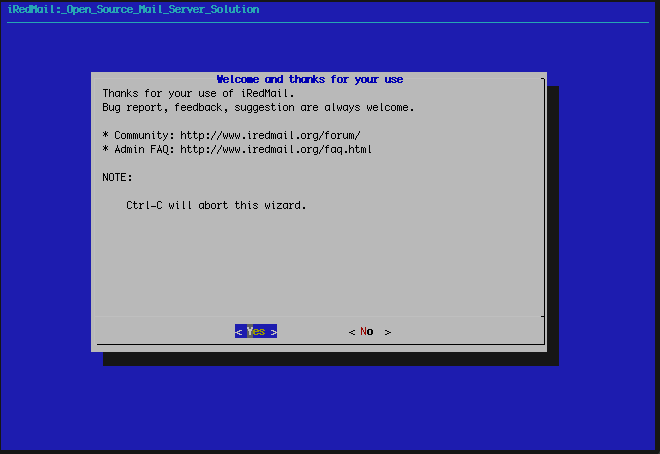 iRedMail:_Open_Source_Mail_Server_Solution
Welcome and thanks for your use
Thanks for your use of iRedMail.
Bug report, feedback, suggestion are always welcome.
* Community: http://www.iredmail.org/forum/
* Admin FAQ: http://www.iredmail.org/faq.html
NOTE:
Ctrl-C will abort this wizard.
< Yes > < No >